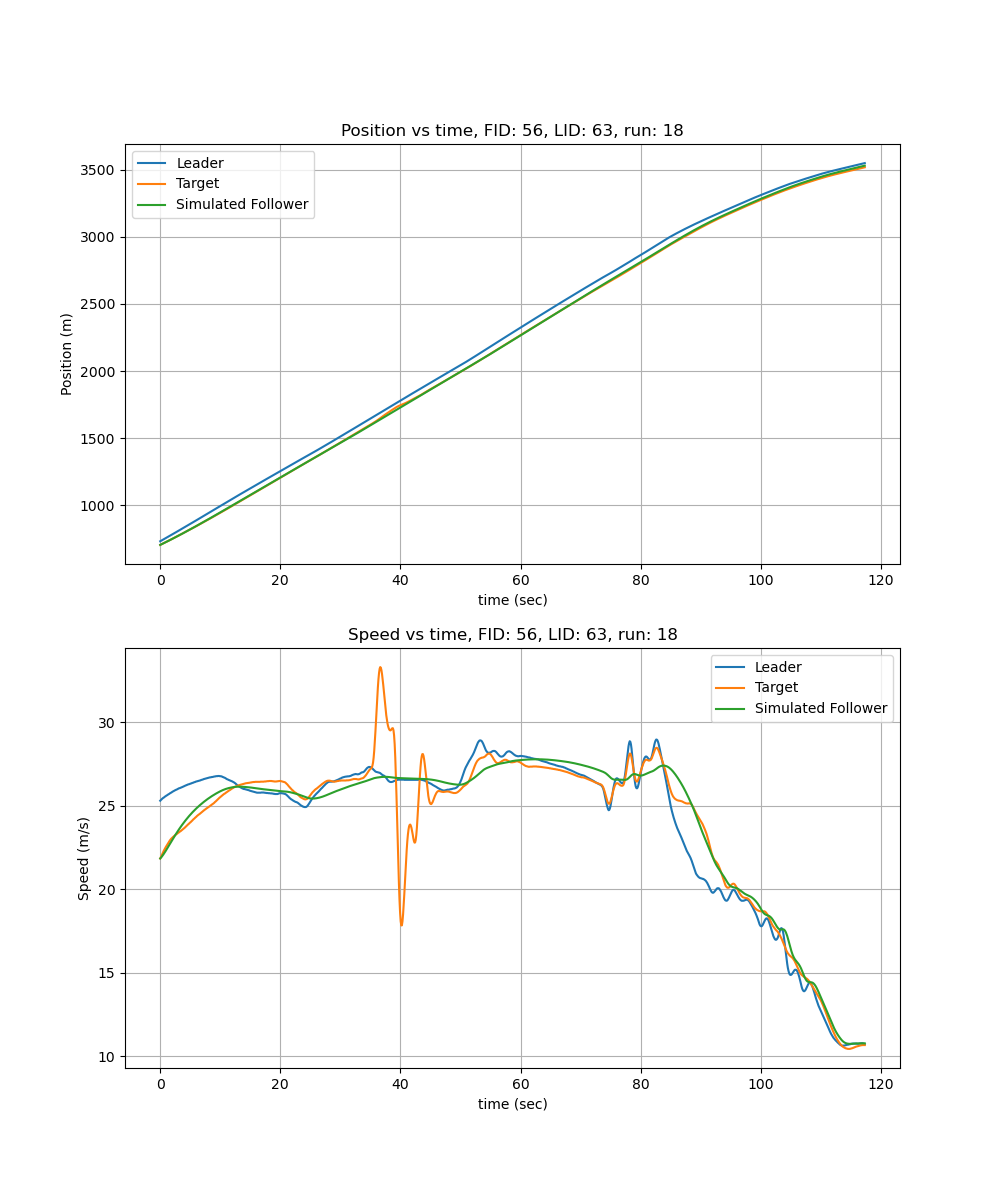 Position vs time, FID: 56, LID: 63, run: 18
Leader
Target
Simulated Follower
Position (m)
3500
3000
2500
2000
1500
1000
0 20 40 60 80 100 120
time (sec)
Speed vs time, FID: 56, LID: 63, run: 18
Leader
Target
Simulated Follower
Speed (m/s)
30
25
20
15
10
0 20 40 60 80 100 120
time (sec)